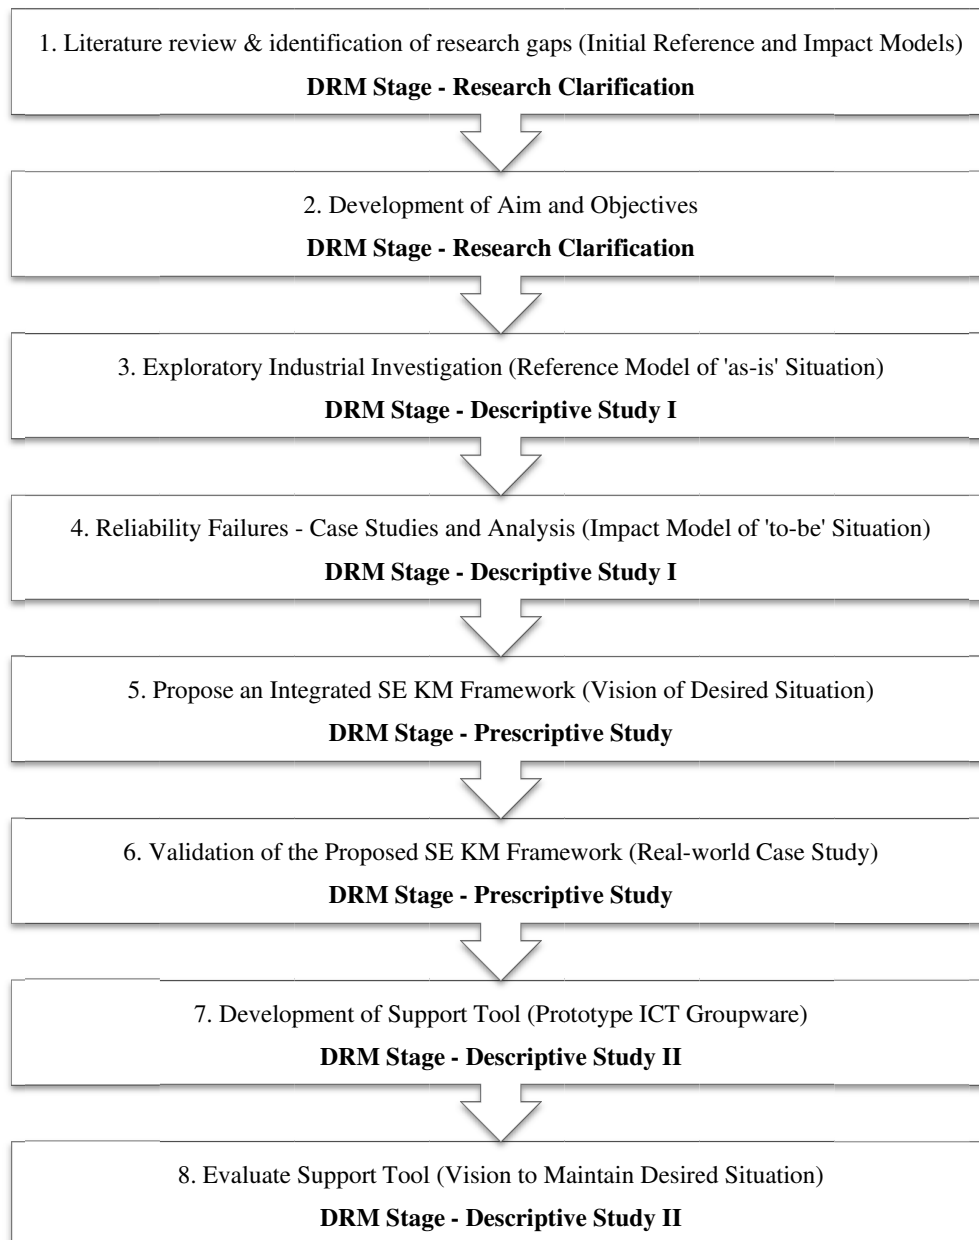 1. Literature review & identification of research gaps (Initial Reference and Impact Models)
DRM Stage - Research Clarification
2. Development of Aim and Objectives
DRM Stage - Research Clarification
3. Exploratory Industrial Investigation (Reference Model of 'as-is' Situation)
DRM Stage - Descriptive Study I
4. Reliability Failures - Case Studies and Analysis (Impact Model of 'to-be' Situation)
DRM Stage - Descriptive Study I
5. Propose an Integrated SE KM Framework (Vision of Desired Situation)
DRM Stage - Prescriptive Study
6. Validation of the Proposed SE KM Framework (Real-world Case Study)
DRM Stage - Prescriptive Study
7. Development of Support Tool (Prototype ICT Groupware)
DRM Stage - Descriptive Study II
8. Evaluate Support Tool (Vision to Maintain Desired Situation)
DRM Stage - Descriptive Study II